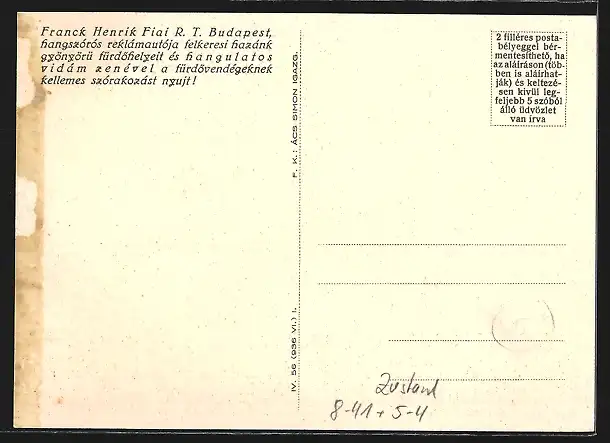 Franck Henrik Fiai R. T. Budapest,
hangszórós reklámautója felkeresi hazánk
gyönyörű fürdőhelyeit és hangulatos
vidám zenével a fürdővendégeknek
kellemes szórakozást nyujt!
F. K.: ÁCS SIMON IGAZG.
IV. 56 (936 VI.) I.
2 filléres posta-
bélyeggel bér-
mentesíthető, ha
az aláíráson (töb-
ben is aláírhat-
ják) és keltezé-
sen kívül leg-
feljebb 5 szóból
álló üdvözlet
van írva
Zustand
8-41+5-4